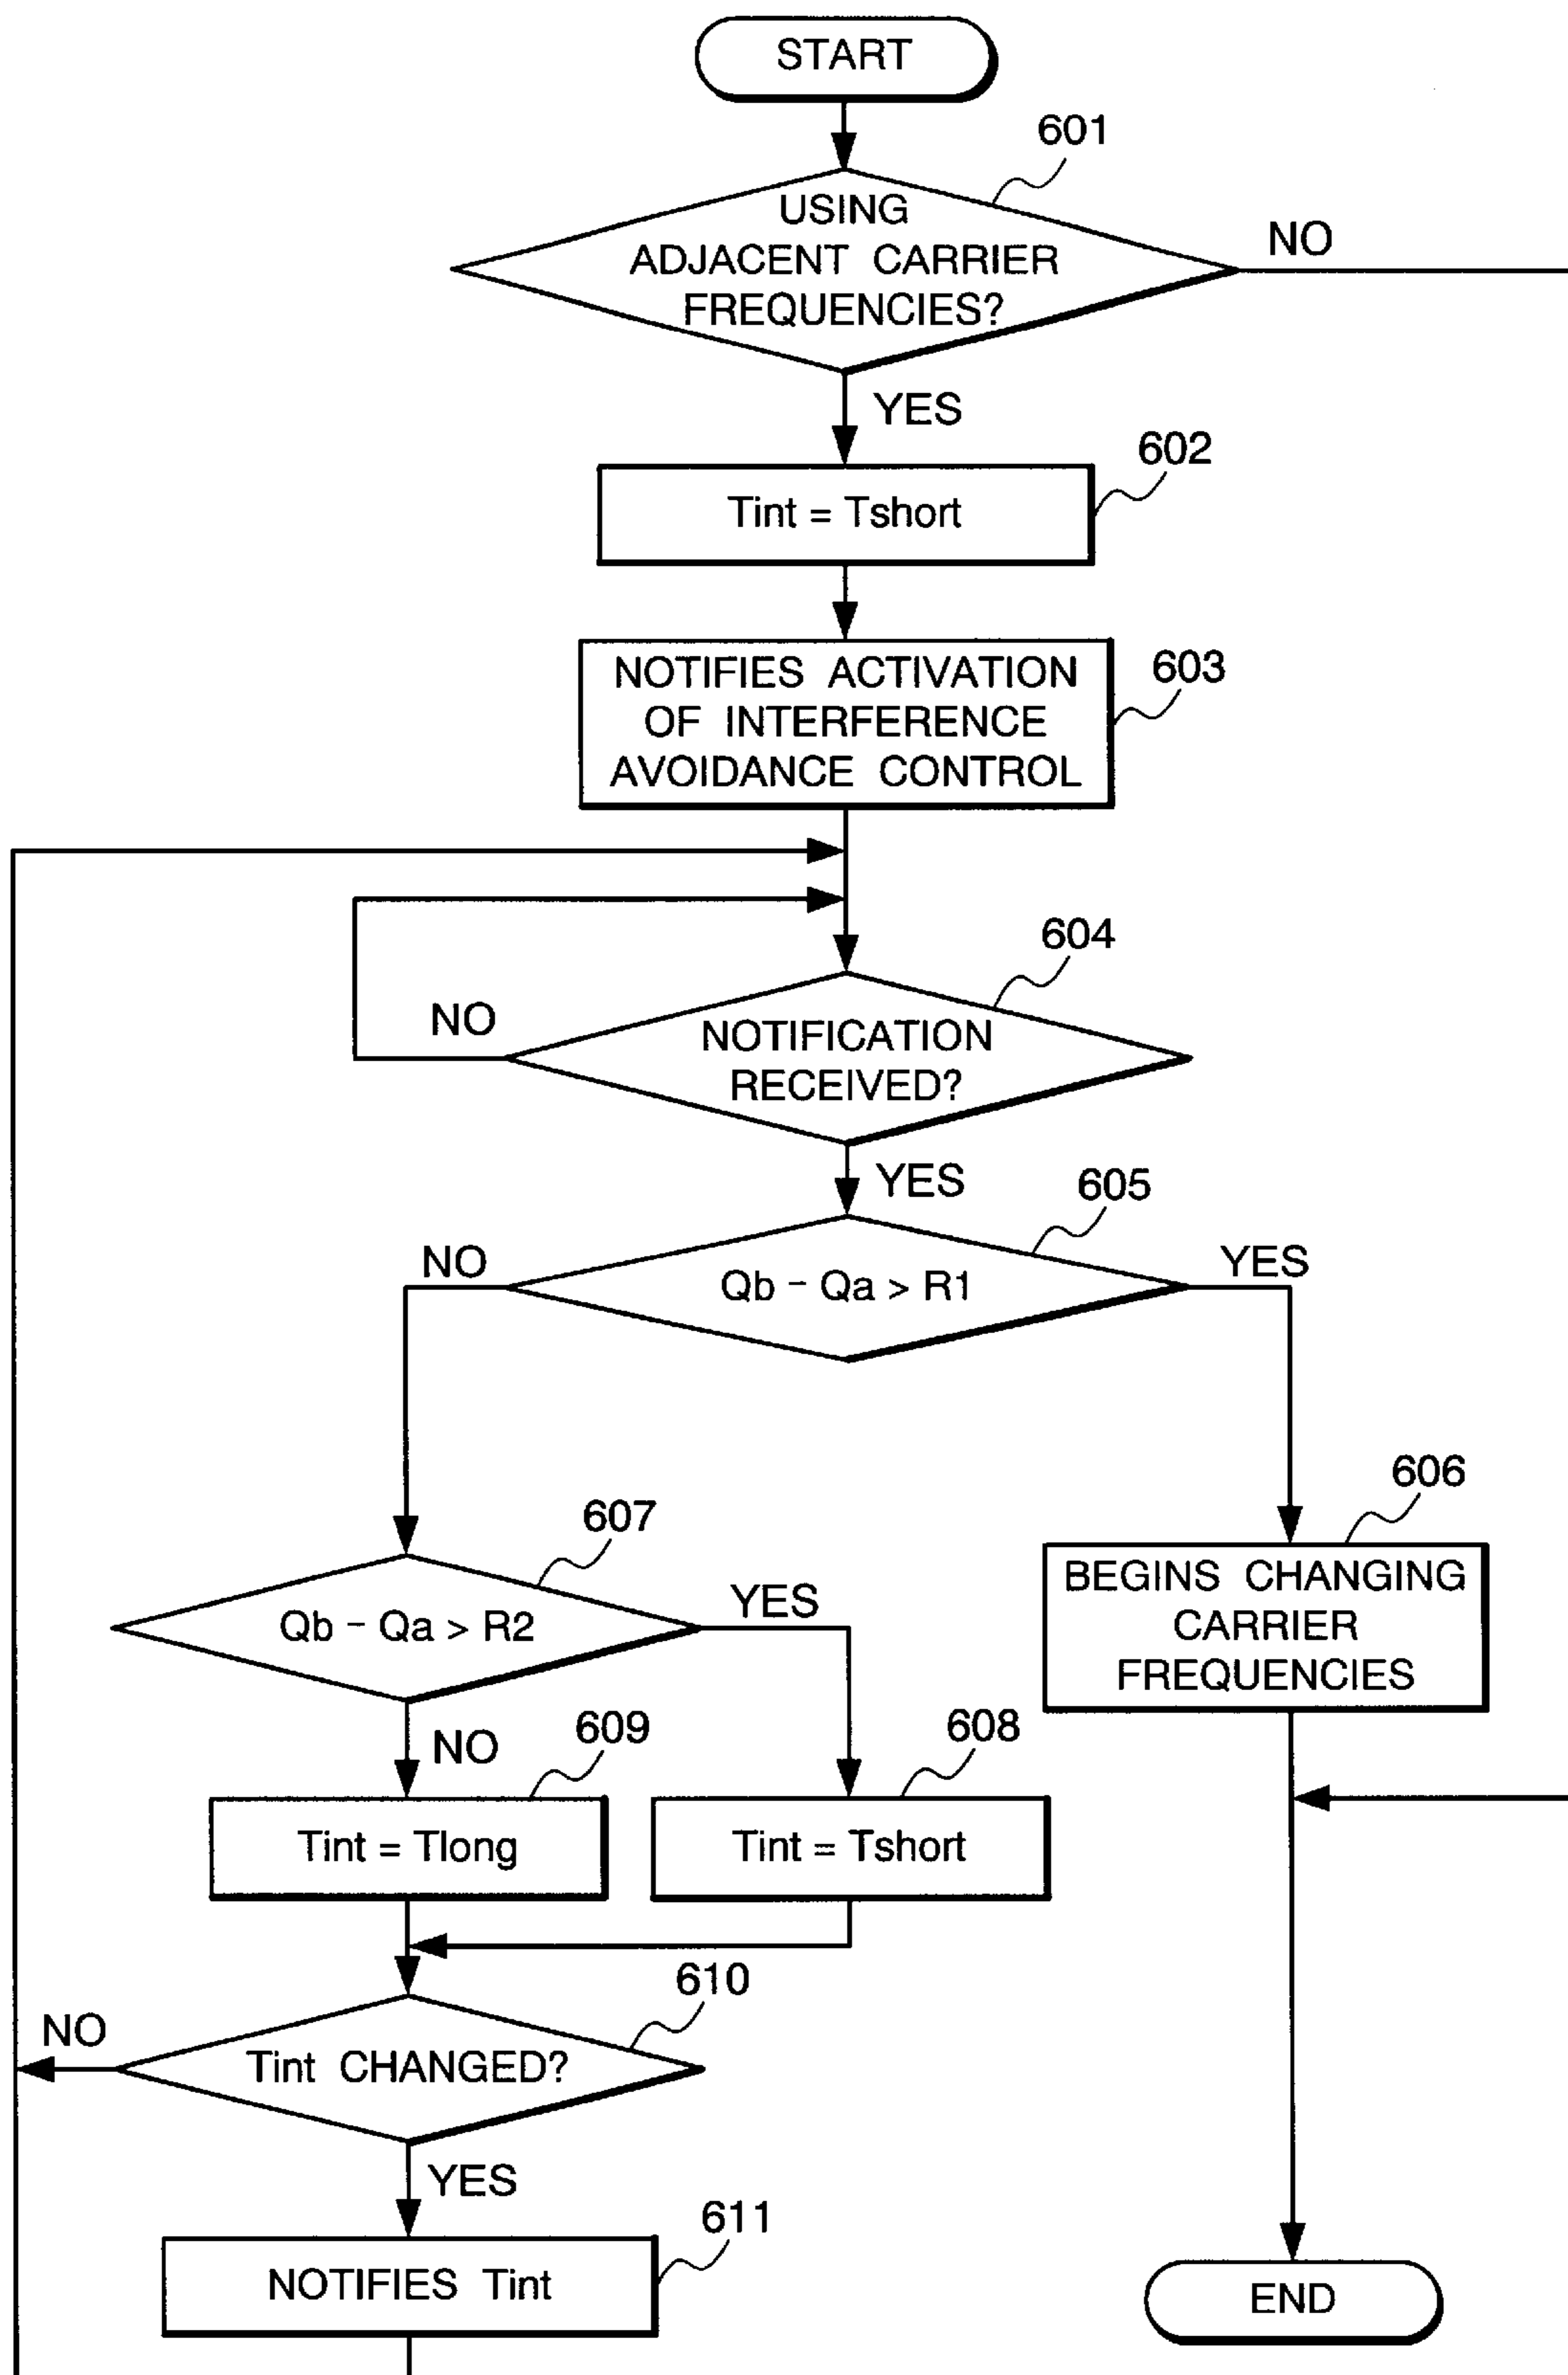 START
601
USING
ADJACENT CARRIER
FREQUENCIES?
NO
YES
602
Tint = Tshort
603
NOTIFIES ACTIVATION
OF INTERFERENCE
AVOIDANCE CONTROL
604
NO
NOTIFICATION
RECEIVED?
YES
605
NO
Qb - Qa > R1
YES
606
BEGINS CHANGING
CARRIER
FREQUENCIES
607
Qb - Qa > R2
YES
NO
609
608
Tint = Tlong
Tint = Tshort
610
NO
Tint CHANGED?
YES
611
NOTIFIES Tint
END